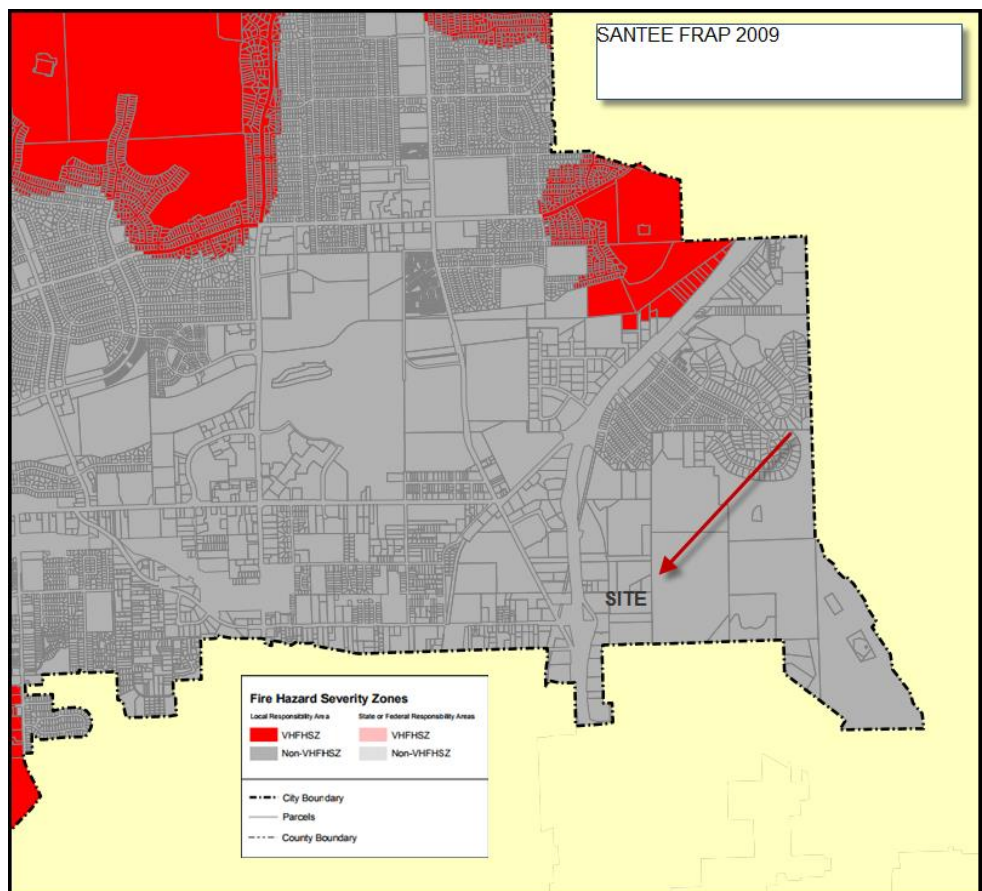 SANTEE FRAP 2009
SITE
Fire Hazard Severity Zones
Local Responsibility Area State or Federal Responsibility Areas
VHFHSZ VHFHSZ
Non-VHFHSZ Non-VHFHSZ
City Boundary
Parcels
County Boundary